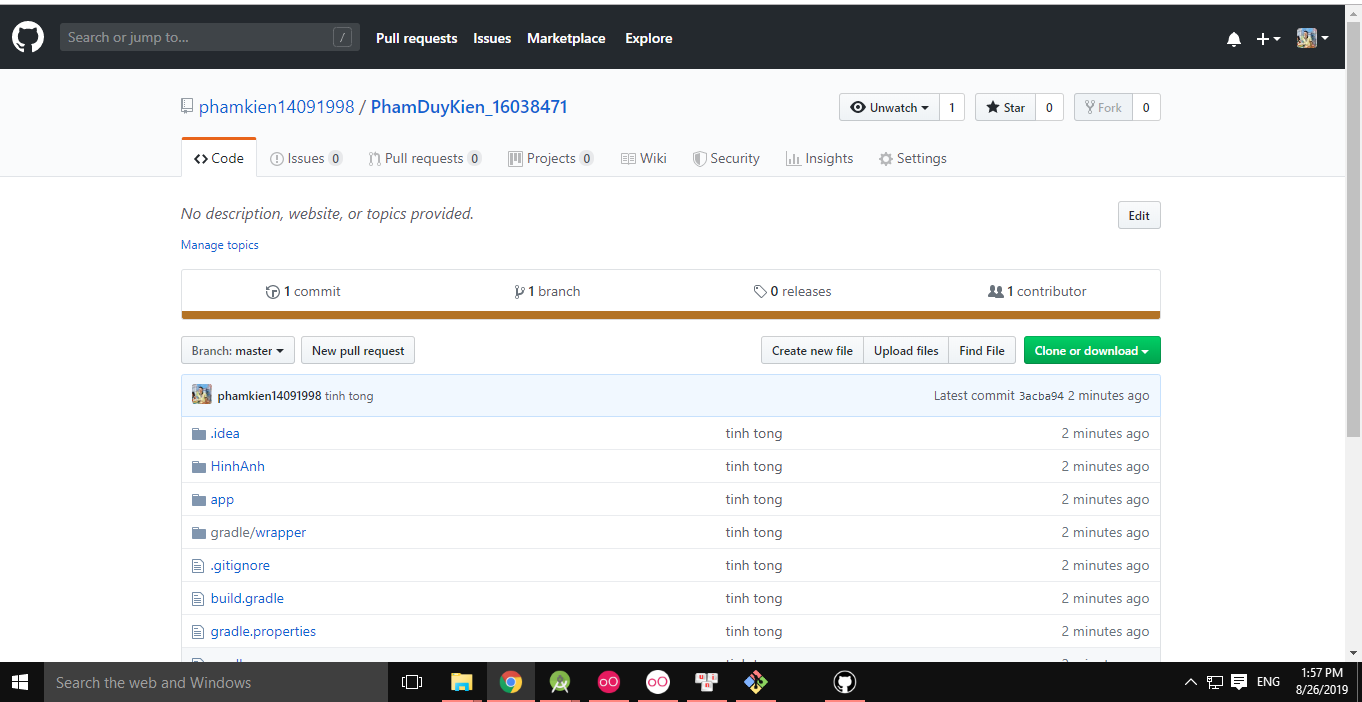 Search or jump to... /
Pull requests Issues Marketplace Explore
phamkien14091998 / PhamDuyKien_16038471
Unwatch 1 Star 0 Fork 0
Code Issues 0 Pull requests 0 Projects 0 Wiki Security Insights Settings
No description, website, or topics provided. Edit
Manage topics
1 commit 1 branch 0 releases 1 contributor
Branch: master New pull request Create new file Upload files Find File Clone or download
phamkien14091998 tinh tong Latest commit 3acba94 2 minutes ago
.idea tinh tong 2 minutes ago
HinhAnh tinh tong 2 minutes ago
app tinh tong 2 minutes ago
gradle/wrapper tinh tong 2 minutes ago
.gitignore tinh tong 2 minutes ago
build.gradle tinh tong 2 minutes ago
gradle.properties tinh tong 2 minutes ago
Search the web and Windows
ENG
1:57 PM
8/26/2019